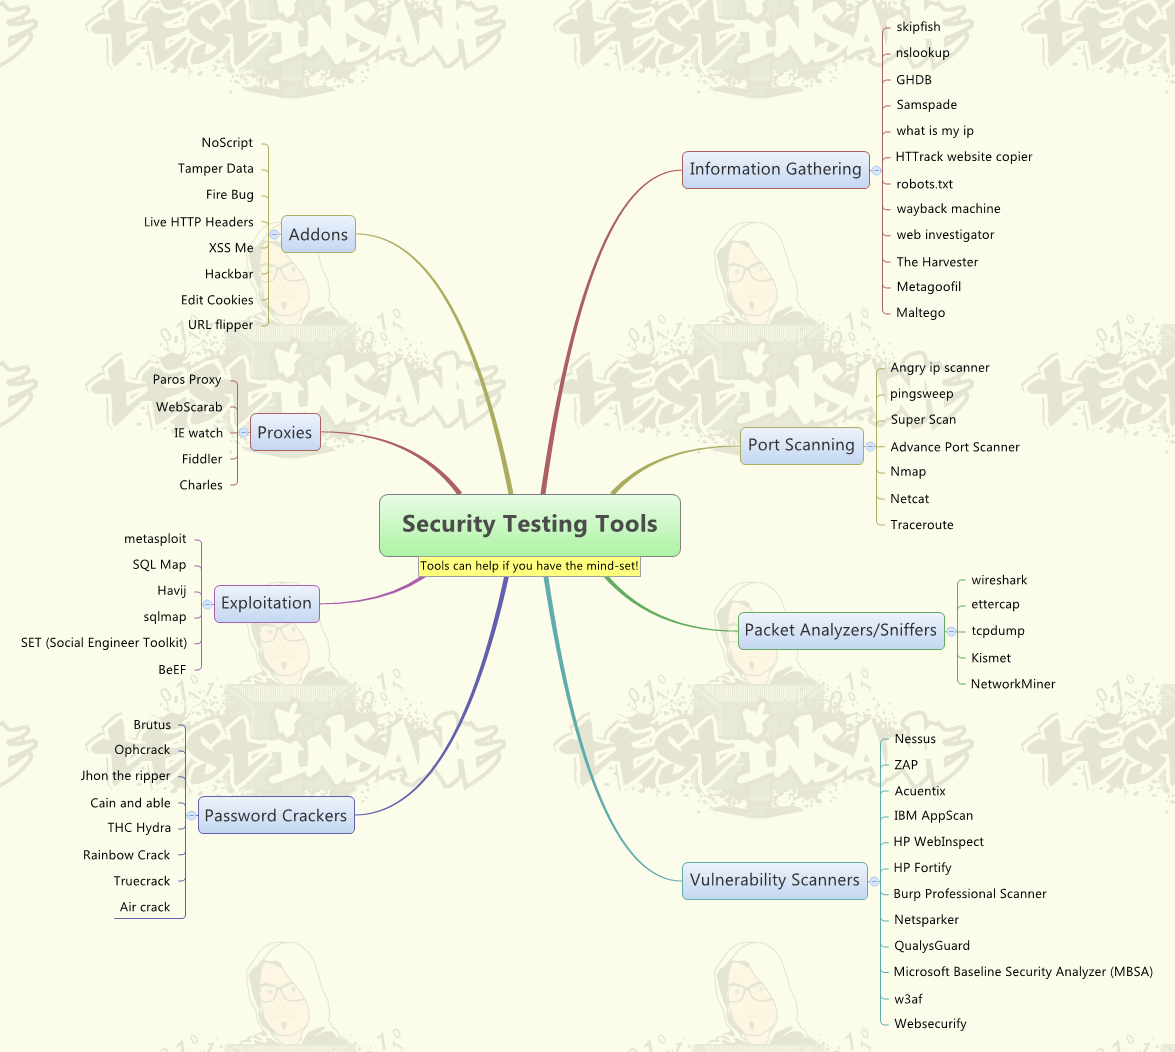 Security Testing Tools
Tools can help if you have the mind-set!
Information Gathering
skipfish
nslookup
GHDB
Samspade
what is my ip
HTTrack website copier
robots.txt
wayback machine
web investigator
The Harvester
Metagoofil
Maltego
Port Scanning
Angry ip scanner
pingsweep
Super Scan
Advance Port Scanner
Nmap
Netcat
Traceroute
Packet Analyzers/Sniffers
wireshark
ettercap
tcpdump
Kismet
NetworkMiner
Vulnerability Scanners
Nessus
ZAP
Acuentix
IBM AppScan
HP WebInspect
HP Fortify
Burp Professional Scanner
Netsparker
QualysGuard
Microsoft Baseline Security Analyzer (MBSA)
w3af
Websecurify
Addons
NoScript
Tamper Data
Fire Bug
Live HTTP Headers
XSS Me
Hackbar
Edit Cookies
URL flipper
Proxies
Paros Proxy
WebScarab
IE watch
Fiddler
Charles
Exploitation
metasploit
SQL Map
Havij
sqlmap
SET (Social Engineer Toolkit)
BeEF
Password Crackers
Brutus
Ophcrack
Jhon the ripper
Cain and able
THC Hydra
Rainbow Crack
Truecrack
Air crack